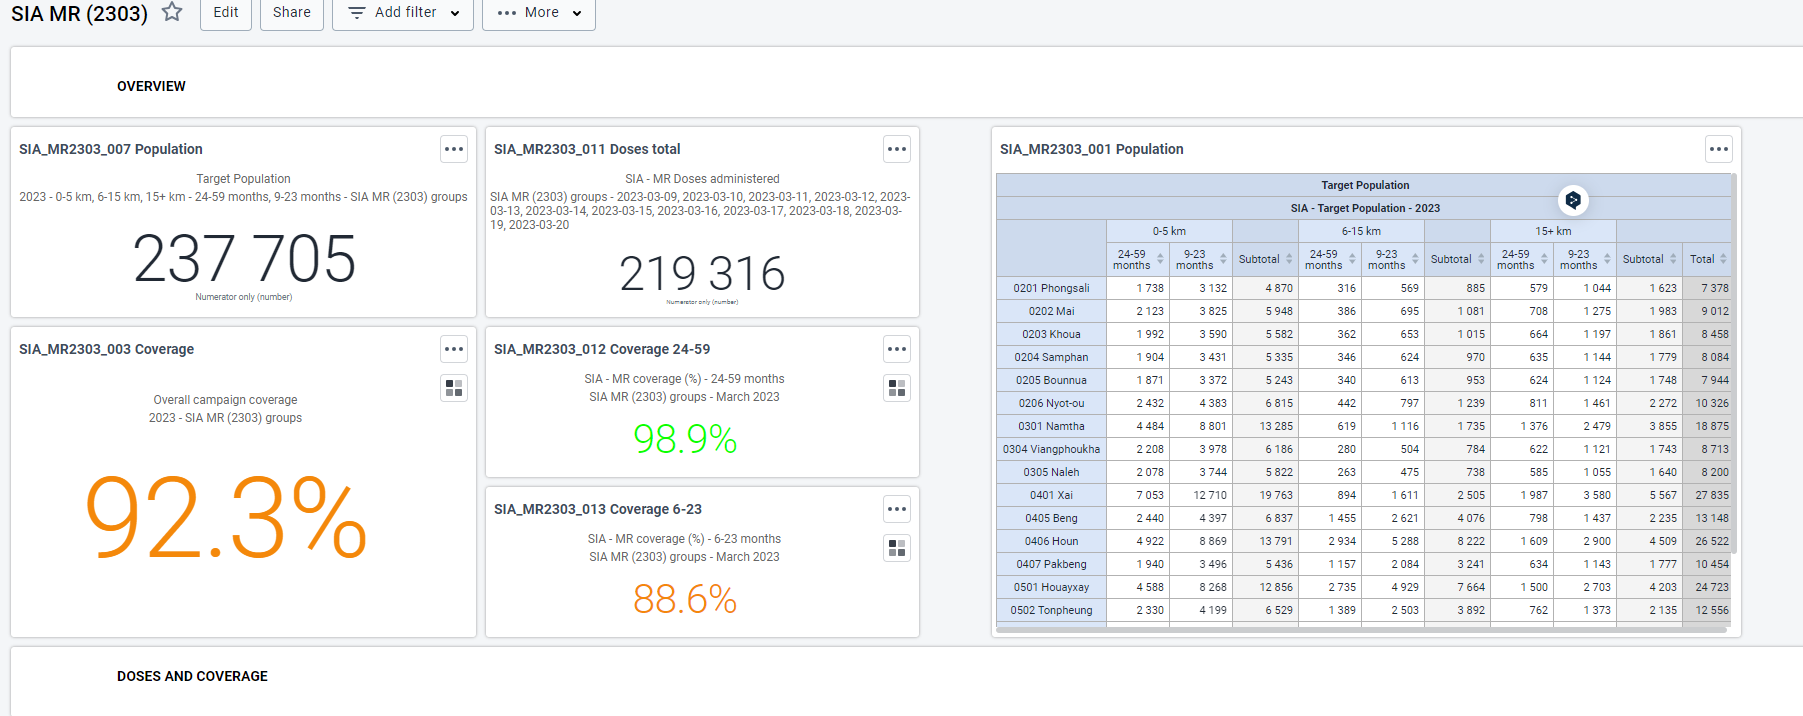 SIA MR (2303)
Edit
Share
Add filter
More
OVERVIEW
SIA_MR2303_007 Population
Target Population
2023 - 0-5 km, 6-15 km, 15+ km - 24-59 months, 9-23 months - SIA MR (2303) groups
237 705
Numerator only (number)
SIA_MR2303_011 Doses total
SIA - MR Doses administered
SIA MR (2303) groups - 2023-03-09, 2023-03-10, 2023-03-11, 2023-03-12, 2023-
03-13, 2023-03-14, 2023-03-15, 2023-03-16, 2023-03-17, 2023-03-18, 2023-03-
19, 2023-03-20
219 316
Numerator only (number)
SIA_MR2303_003 Coverage
Overall campaign coverage
2023 - SIA MR (2303) groups
92.3%
SIA_MR2303_012 Coverage 24-59
SIA - MR coverage (%) - 24-59 months
SIA MR (2303) groups - March 2023
98.9%
SIA_MR2303_013 Coverage 6-23
SIA - MR coverage (%) - 6-23 months
SIA MR (2303) groups - March 2023
88.6%
SIA_MR2303_001 Population
Target Population
SIA - Target Population - 2023
0-5 km 6-15 km 15+ km
24-59 months 9-23 months Subtotal 24-59 months 9-23 months Subtotal 24-59 months 9-23 months Subtotal Total
0201 Phongsali 1 738 3 132 4 870 316 569 885 579 1 044 1 623 7 378
0202 Mai 2 123 3 825 5 948 386 695 1 081 708 1 275 1 983 9 012
0203 Khoua 1 992 3 590 5 582 362 653 1 015 664 1 197 1 861 8 458
0204 Samphan 1 904 3 431 5 335 346 624 970 635 1 144 1 779 8 084
0205 Bounnua 1 871 3 372 5 243 340 613 953 624 1 124 1 748 7 944
0206 Nyot-ou 2 432 4 383 6 815 442 797 1 239 811 1 461 2 272 10 326
0301 Namtha 4 484 8 801 13 285 619 1 116 1 735 1 376 2 479 3 855 18 875
0304 Viangphoukha 2 208 3 978 6 186 280 504 784 622 1 121 1 743 8 713
0305 Naleh 2 078 3 744 5 822 263 475 738 585 1 055 1 640 8 200
0401 Xai 7 053 12 710 19 763 894 1 611 2 505 1 987 3 580 5 567 27 835
0405 Beng 2 440 4 397 6 837 1 455 2 621 4 076 798 1 437 2 235 13 148
0406 Houn 4 922 8 869 13 791 2 934 5 288 8 222 1 609 2 900 4 509 26 522
0407 Pakbeng 1 940 3 496 5 436 1 157 2 084 3 241 634 1 143 1 777 10 454
0501 Houayxay 4 588 8 268 12 856 2 735 4 929 7 664 1 500 2 703 4 203 24 723
0502 Tonpheung 2 330 4 199 6 529 1 389 2 503 3 892 762 1 373 2 135 12 556
DOSES AND COVERAGE